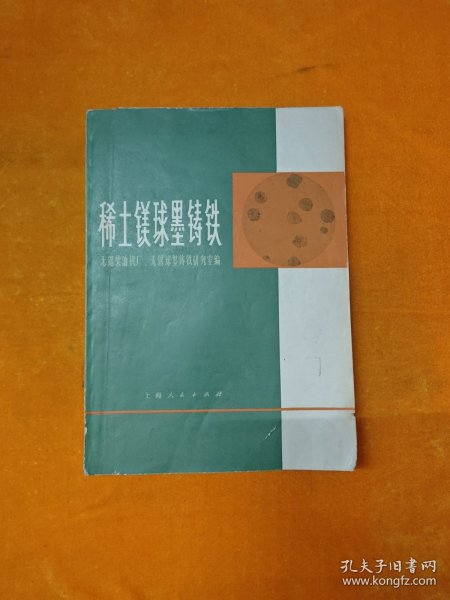 稀土镁球墨铸铁
无锡柴油机厂、无锡球墨铸铁研究室编
上海人民出版社
孔夫子旧书网
www.kongfz.com